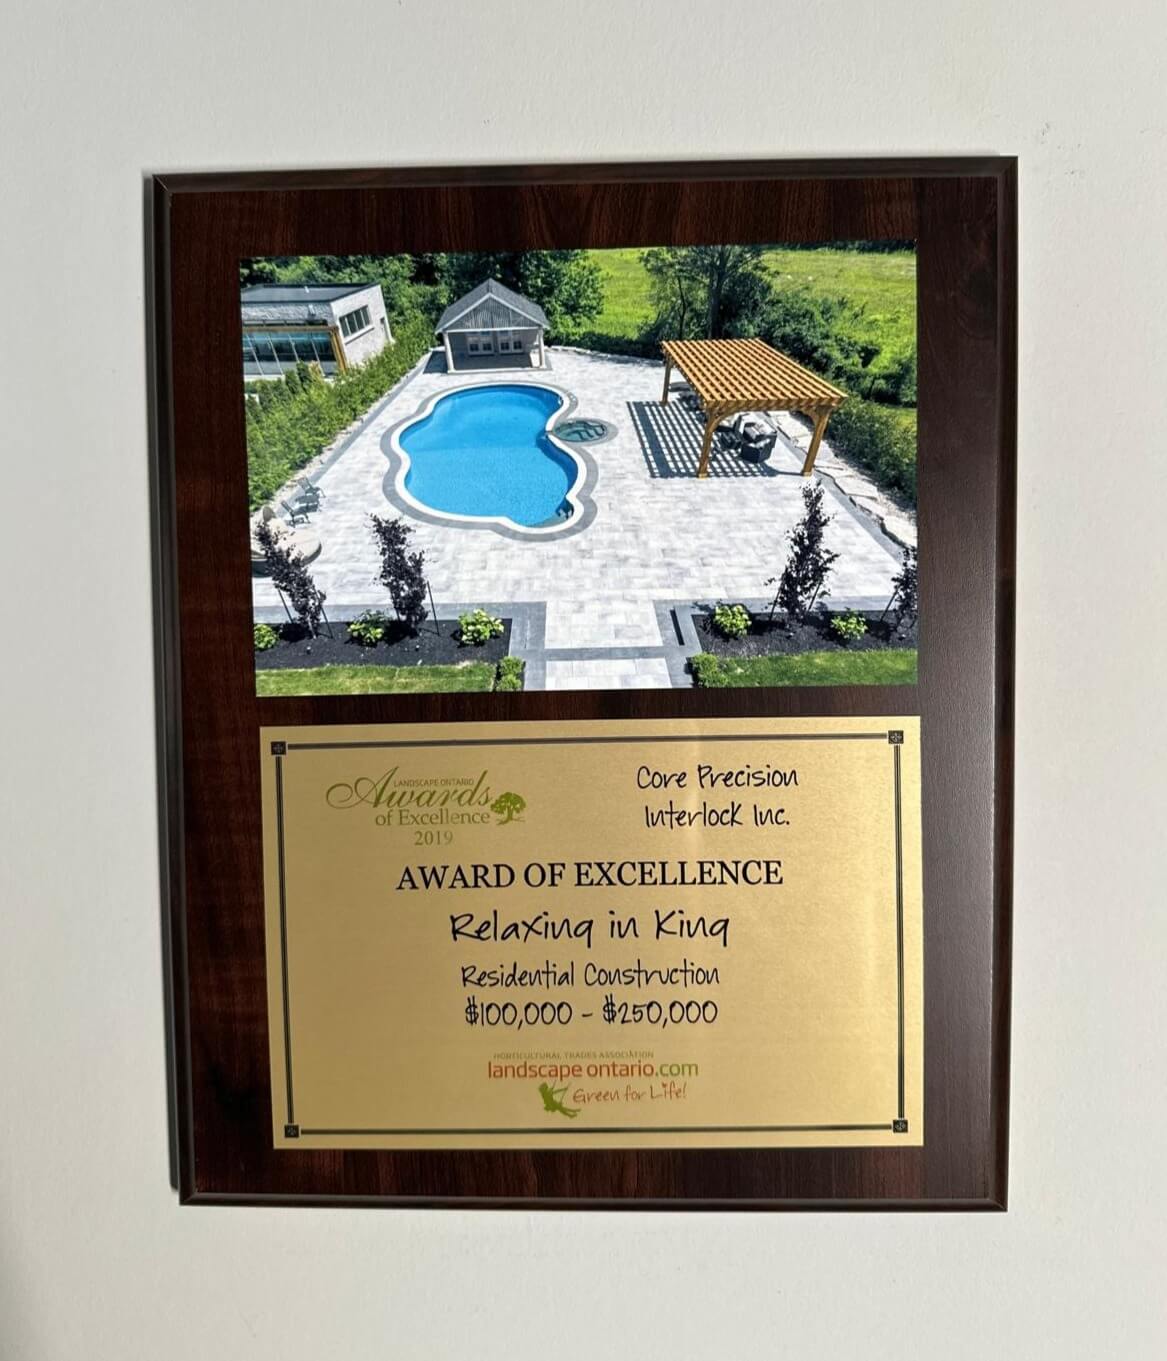 LANDSCAPE ONTARIO
Awards
of Excellence
2019
Core Precision
Interlock Inc.
AWARD OF EXCELLENCE
Relaxing in King
Residential Construction
$100,000 - $250,000
HORTICULTURAL TRADES ASSOCIATION
landscape ontario.com
Green for Life!